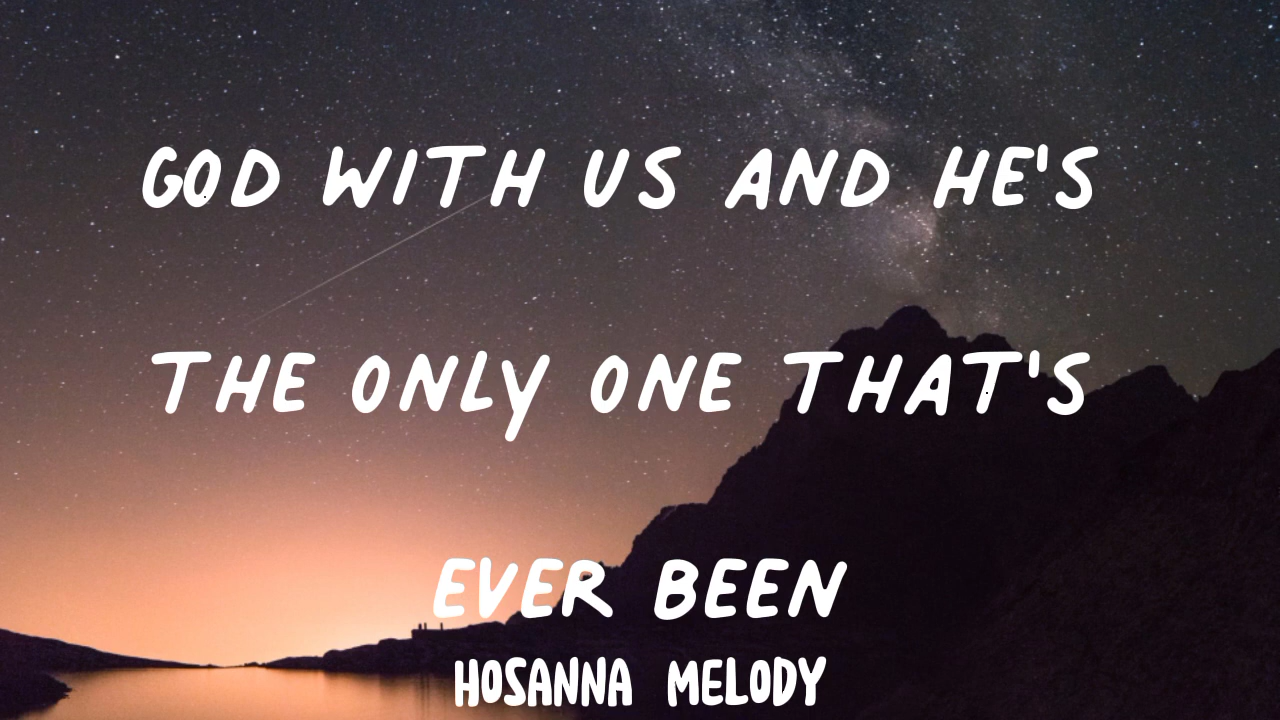 GOD WITH US AND HE'S
THE ONLY ONE THAT'S
EVER BEEN
HOSANNA MELODY